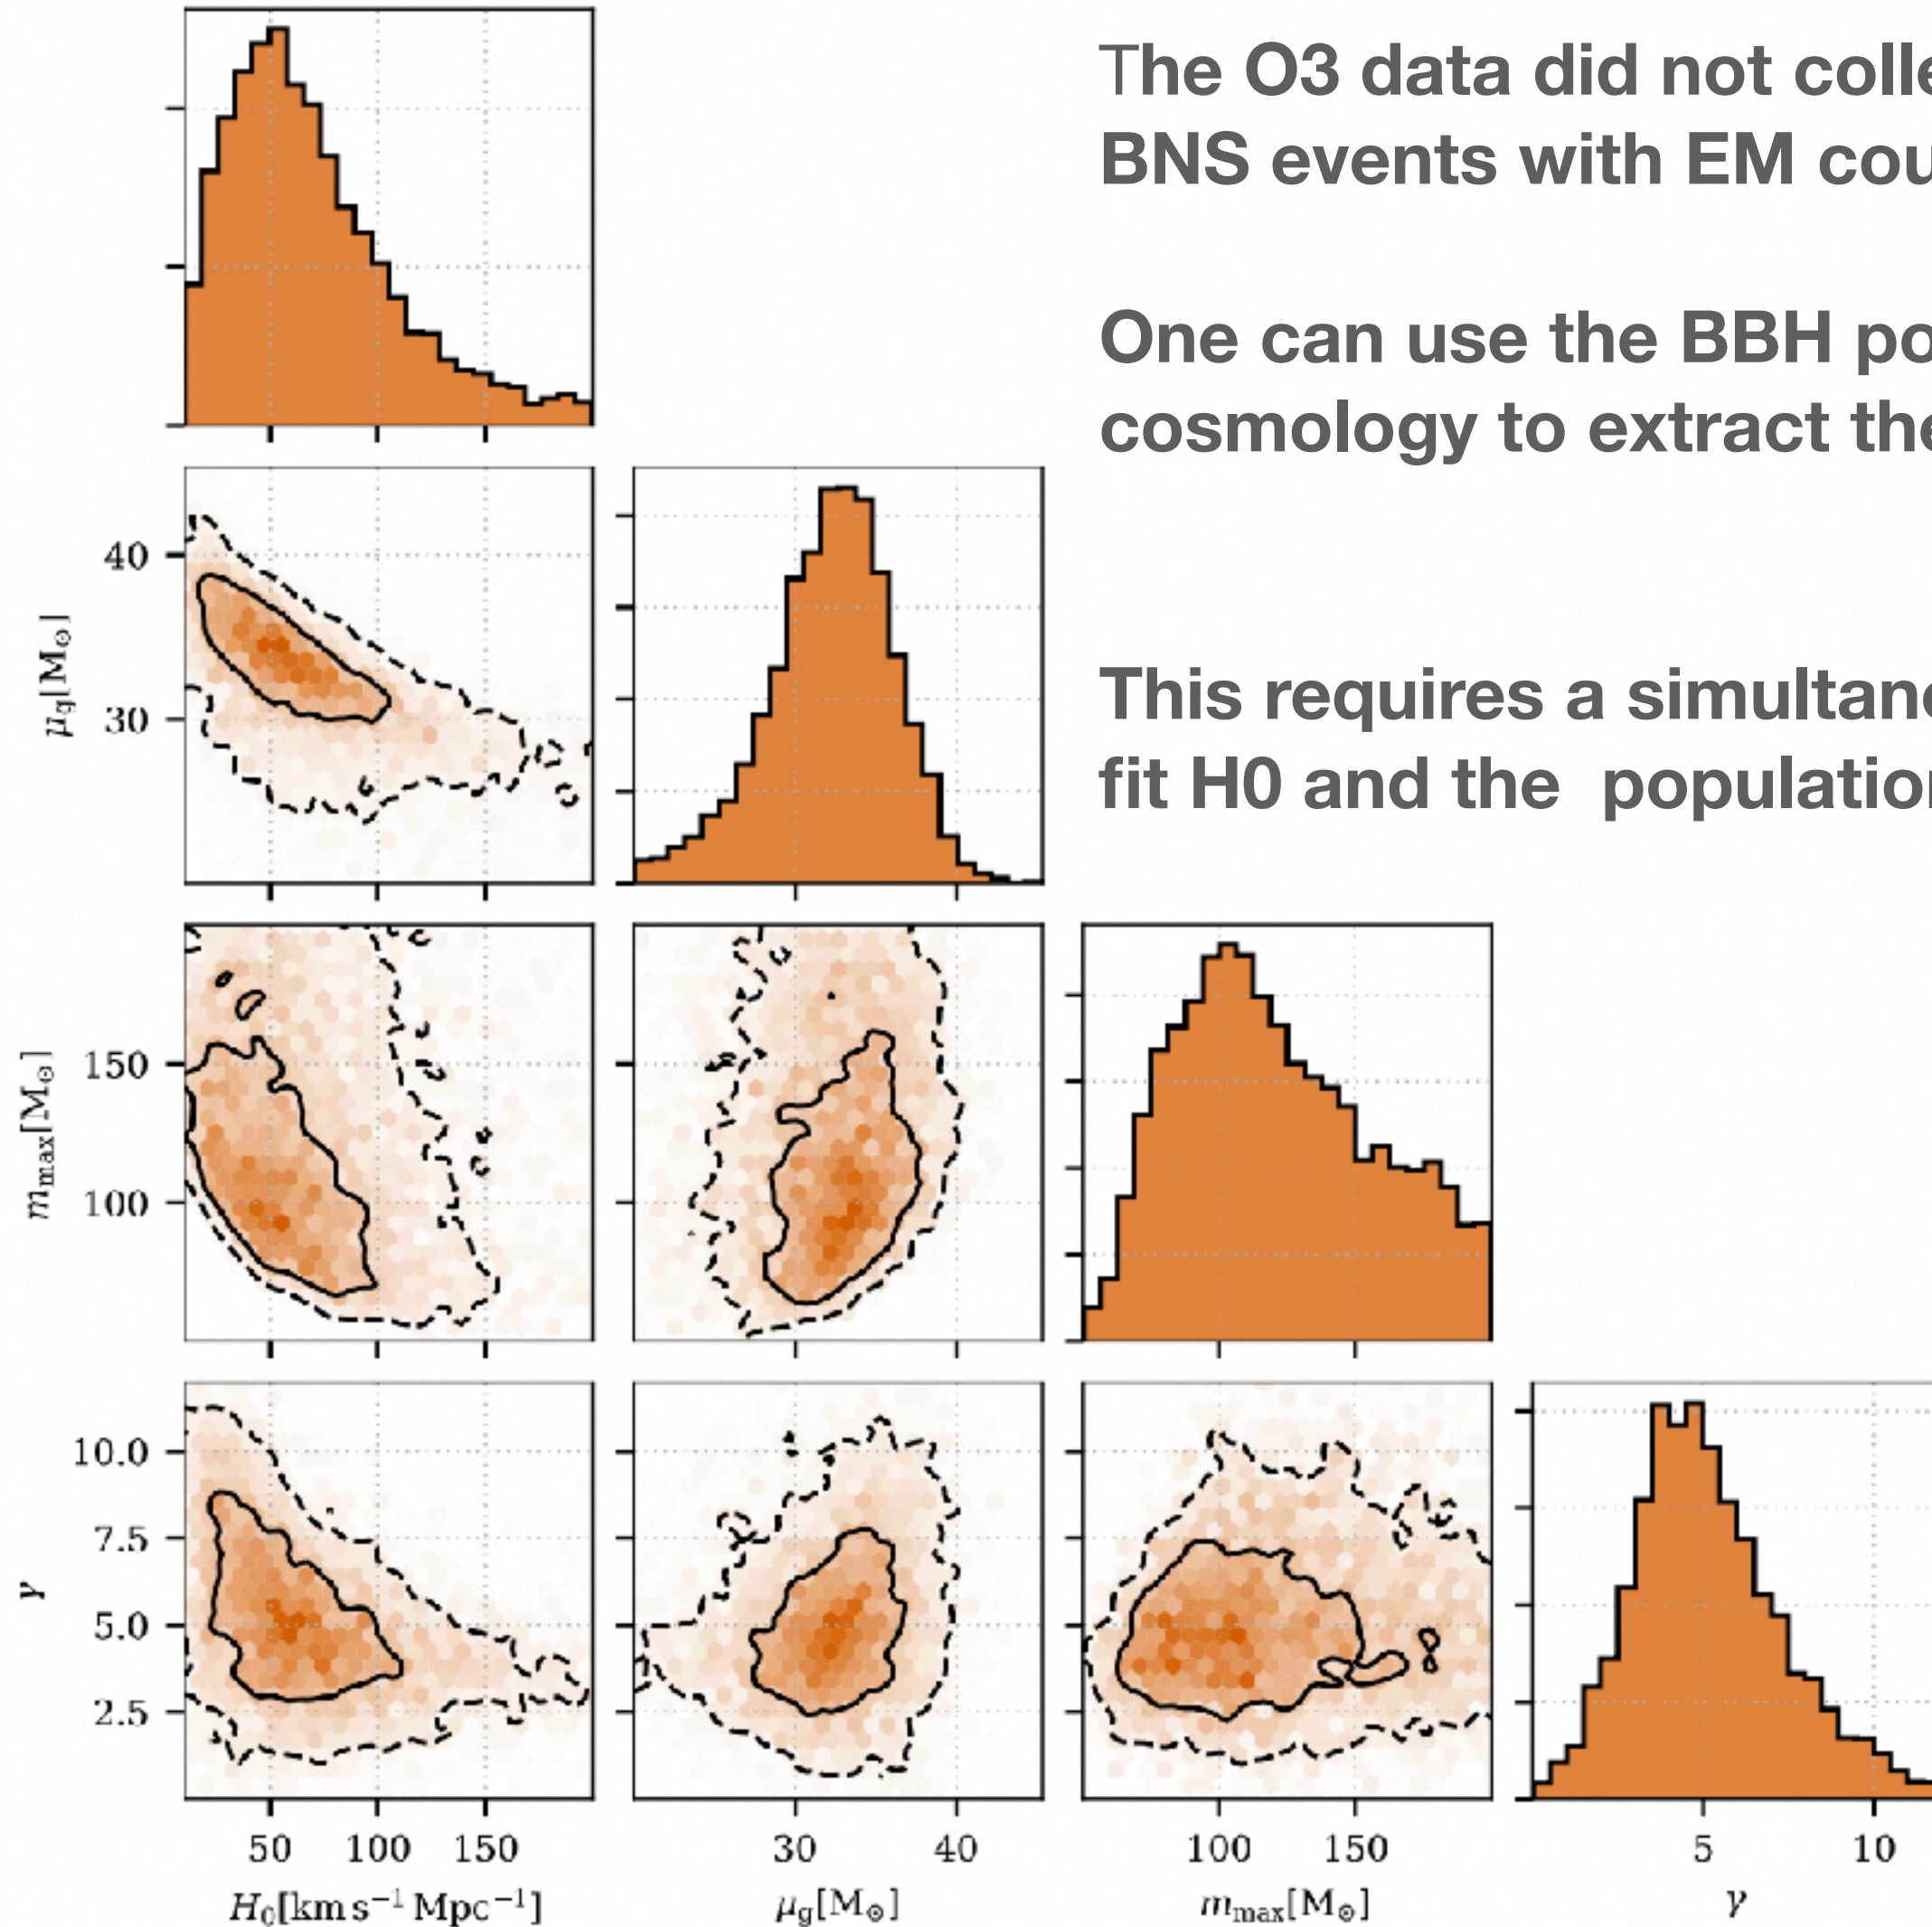 The O3 data did not colle
BNS events with EM cou
One can use the BBH po
cosmology to extract the
This requires a simultane
fit H0 and the population
40
30
μg[M⊙]
150
100
mmax[M⊙]
10.0
7.5
5.0
2.5
γ
50 100 150
30 40
100 150
5 10
H₀[km s⁻¹ Mpc⁻¹]
μg[M⊙]
mmax[M⊙]
γ